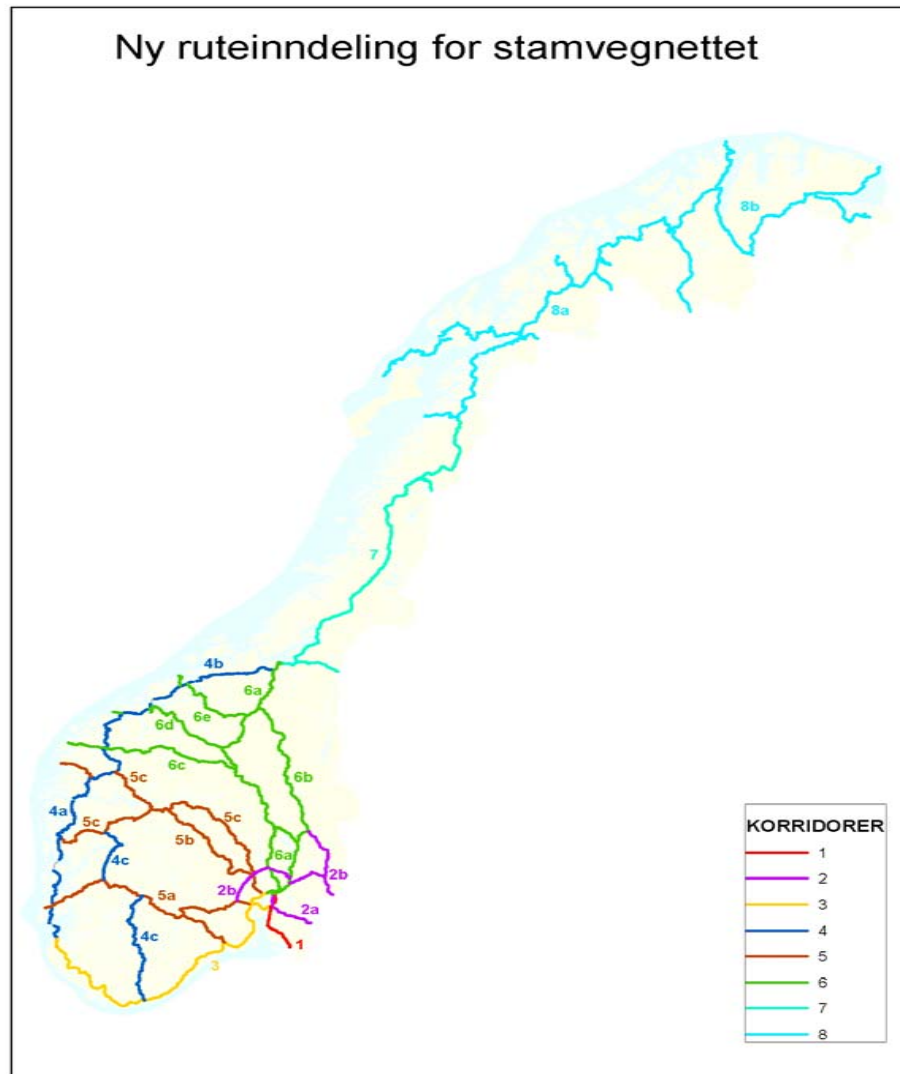 Ny ruteinndeling for stamvegnettet
8b
8a
7
4b
6a
6e
6d
6c
6b
5c
4a
5c
5c
5b
4c
6a
2b
2b
5a
2a
4c
1
3
KORRIDORER
1
2
3
4
5
6
7
8